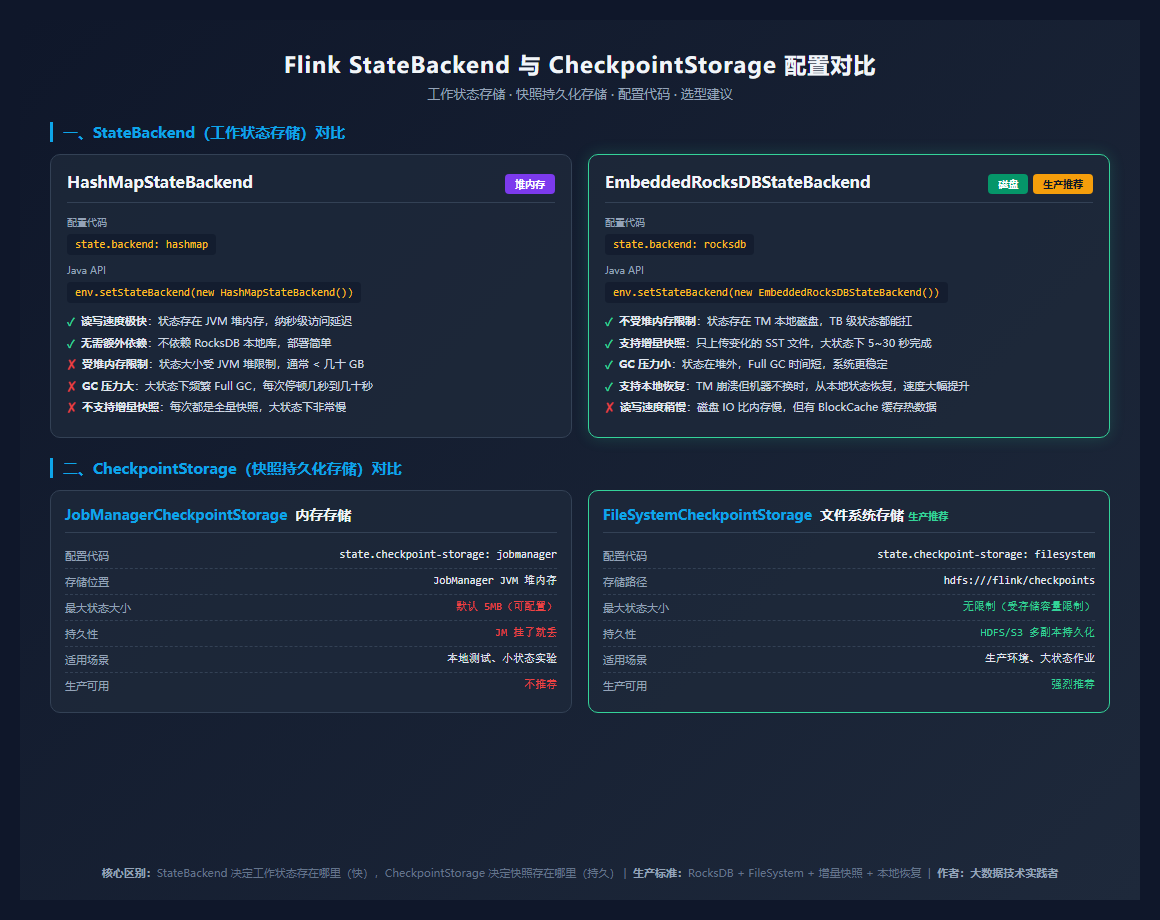 Flink StateBackend 与 CheckpointStorage 配置对比
工作状态存储 · 快照持久化存储 · 配置代码 · 选型建议
一、StateBackend（工作状态存储）对比
HashMapStateBackend 堆内存
配置代码
state.backend: hashmap
Java API
env.setStateBackend(new HashMapStateBackend())
✓ 读写速度极快：状态存在 JVM 堆内存，纳秒级访问延迟
✓ 无需额外依赖：不依赖 RocksDB 本地库，部署简单
✗ 受堆内存限制：状态大小受 JVM 堆限制，通常 < 几十 GB
✗ GC 压力大：大状态下频繁 Full GC，每次停顿几秒到几十秒
✗ 不支持增量快照：每次都是全量快照，大状态下非常慢
EmbeddedRocksDBStateBackend 磁盘 生产推荐
配置代码
state.backend: rocksdb
Java API
env.setStateBackend(new EmbeddedRocksDBStateBackend())
✓ 不受堆内存限制：状态存在 TM 本地磁盘，TB 级状态都能扛
✓ 支持增量快照：只上传变化的 SST 文件，大状态下 5~30 秒完成
✓ GC 压力小：状态在堆外，Full GC 时间短，系统更稳定
✓ 支持本地恢复：TM 崩溃但机器不换时，从本地状态恢复，速度大幅提升
✗ 读写速度稍慢：磁盘 IO 比内存慢，但有 BlockCache 缓存热数据
二、CheckpointStorage（快照持久化存储）对比
JobManagerCheckpointStorage 内存存储
配置代码 state.checkpoint-storage: jobmanager
存储位置 JobManager JVM 堆内存
最大状态大小 默认 5MB（可配置）
持久性 JM 挂了就丢
适用场景 本地测试、小状态实验
生产可用 不推荐
FileSystemCheckpointStorage 文件系统存储 生产推荐
配置代码 state.checkpoint-storage: filesystem
存储路径 hdfs:///flink/checkpoints
最大状态大小 无限制（受存储容量限制）
持久性 HDFS/S3 多副本持久化
适用场景 生产环境、大状态作业
生产可用 强烈推荐
核心区别：StateBackend 决定工作状态存在哪里（快），CheckpointStorage 决定快照存在哪里（持久） | 生产标准：RocksDB + FileSystem + 增量快照 + 本地恢复 | 作者：大数据技术实践者